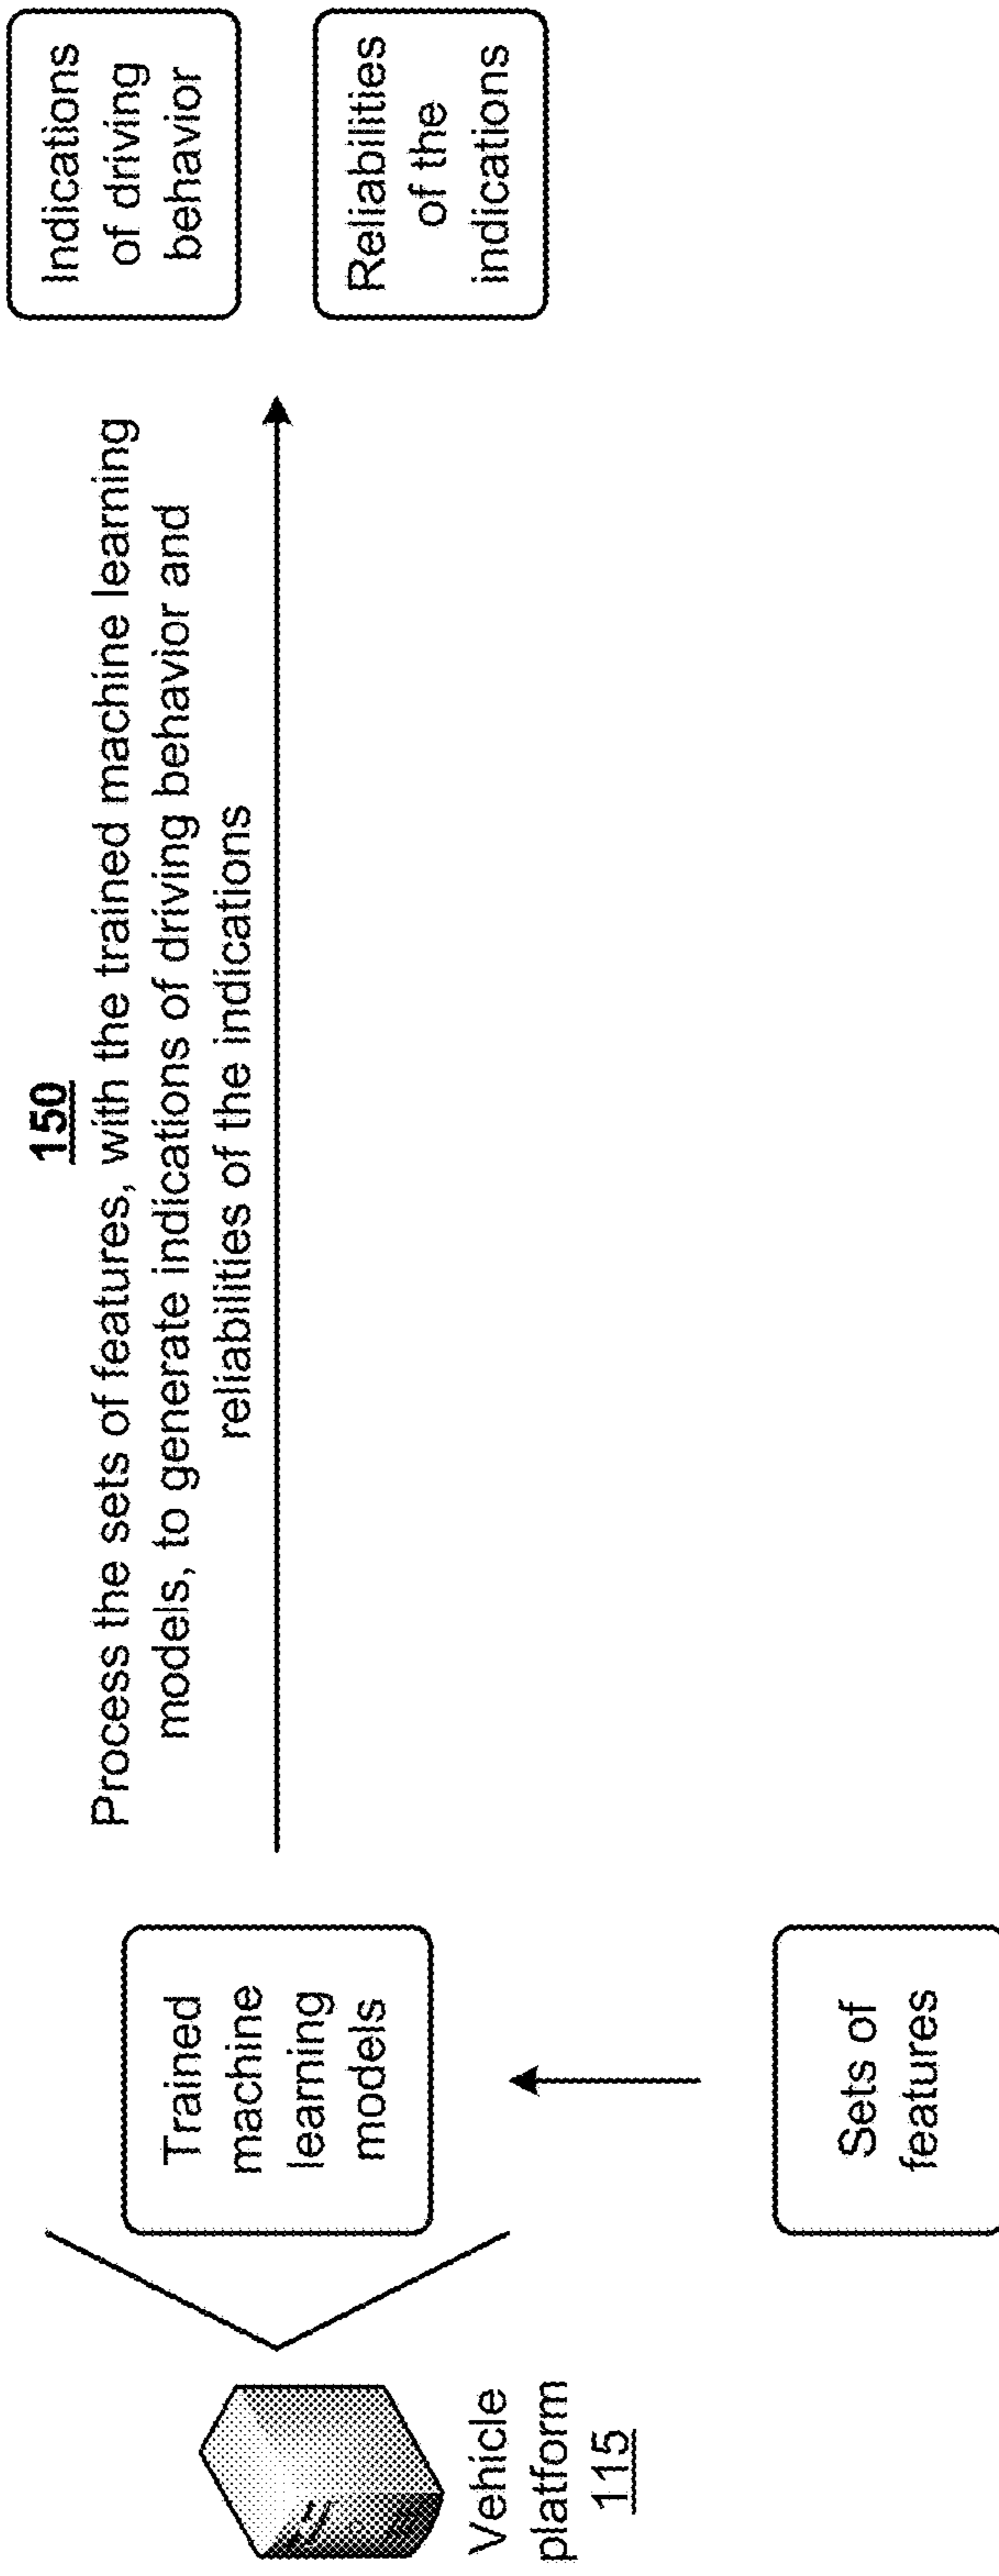 150
Process the sets of features, with the trained machine learning
models, to generate indications of driving behavior and
reliabilities of the indications
Vehicle
platform
115
Trained
machine
learning
models
Sets of
features
Indications
of driving
behavior
Reliabilities
of the
indications